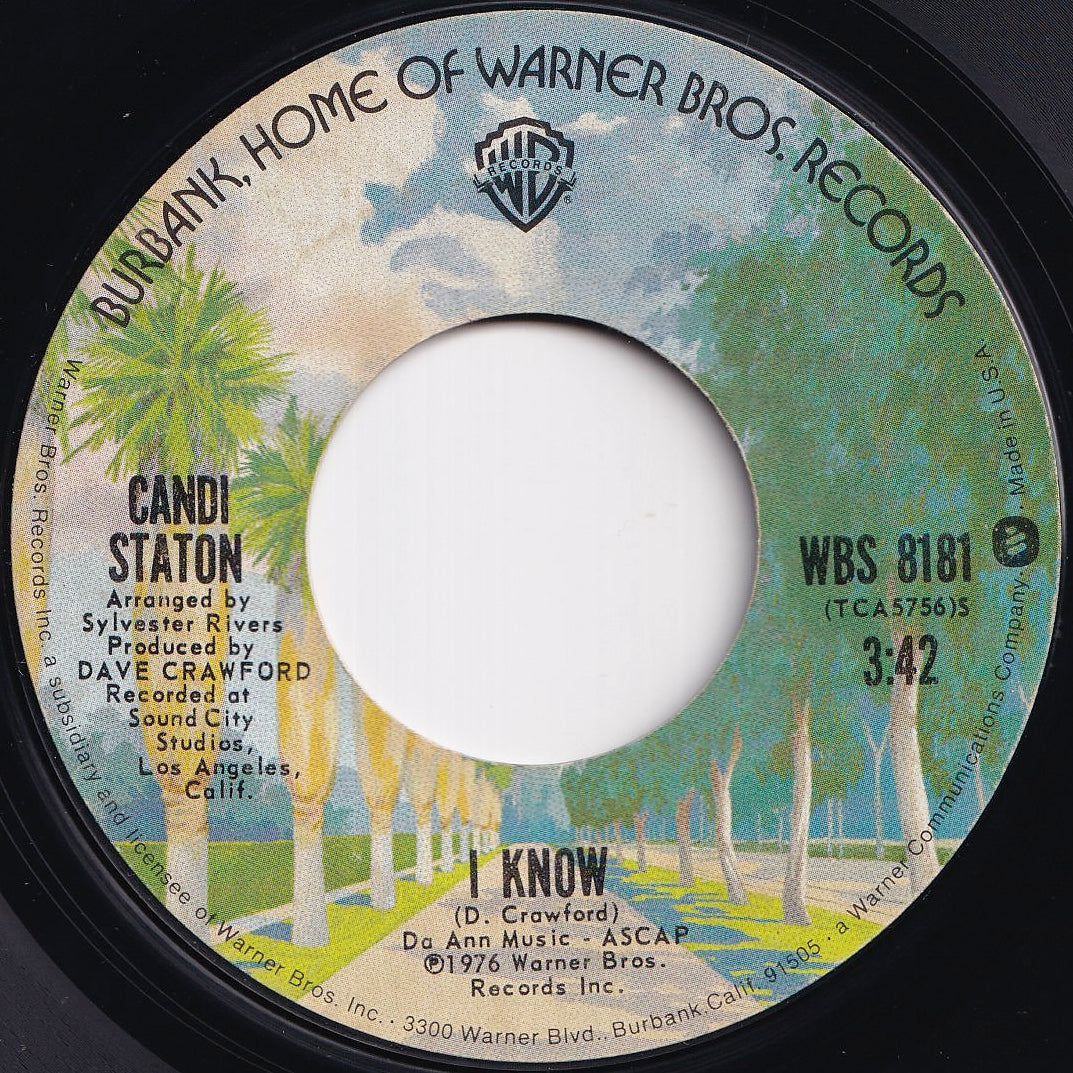 BURBANK, HOME OF WARNER BROS. RECORDS
WB
RECORDS
®
CANDI
STATON
Arranged by
Sylvester Rivers
Produced by
DAVE CRAWFORD
Recorded at
Sound City
Studios,
Los Angeles,
Calif.
WBS 8181
(TCA5756)S
3:42
I KNOW
(D. Crawford)
Da Ann Music - ASCAP
℗1976 Warner Bros.
Records Inc.
Warner Bros. Records Inc. a subsidiary and licensee of Warner Bros. Inc. · 3300 Warner Blvd., Burbank.Calif. 91505 · a Warner Communications Company · Made in U.S.A